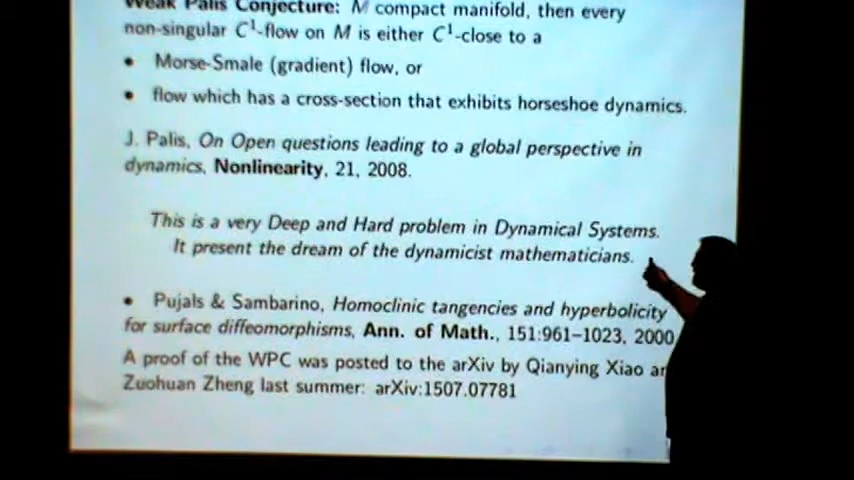 Weak Palis Conjecture: M compact manifold, then every
non-singular C¹-flow on M is either C¹-close to a
• Morse-Smale (gradient) flow, or
• flow which has a cross-section that exhibits horseshoe dynamics.
J. Palis, On Open questions leading to a global perspective in
dynamics, Nonlinearity, 21, 2008.
This is a very Deep and Hard problem in Dynamical Systems.
It present the dream of the dynamicist mathematicians.
• Pujals & Sambarino, Homoclinic tangencies and hyperbolicity
for surface diffeomorphisms, Ann. of Math., 151:961–1023, 2000
A proof of the WPC was posted to the arXiv by Qianying Xiao
Zuohuan Zheng last summer: arXiv:1507.07781